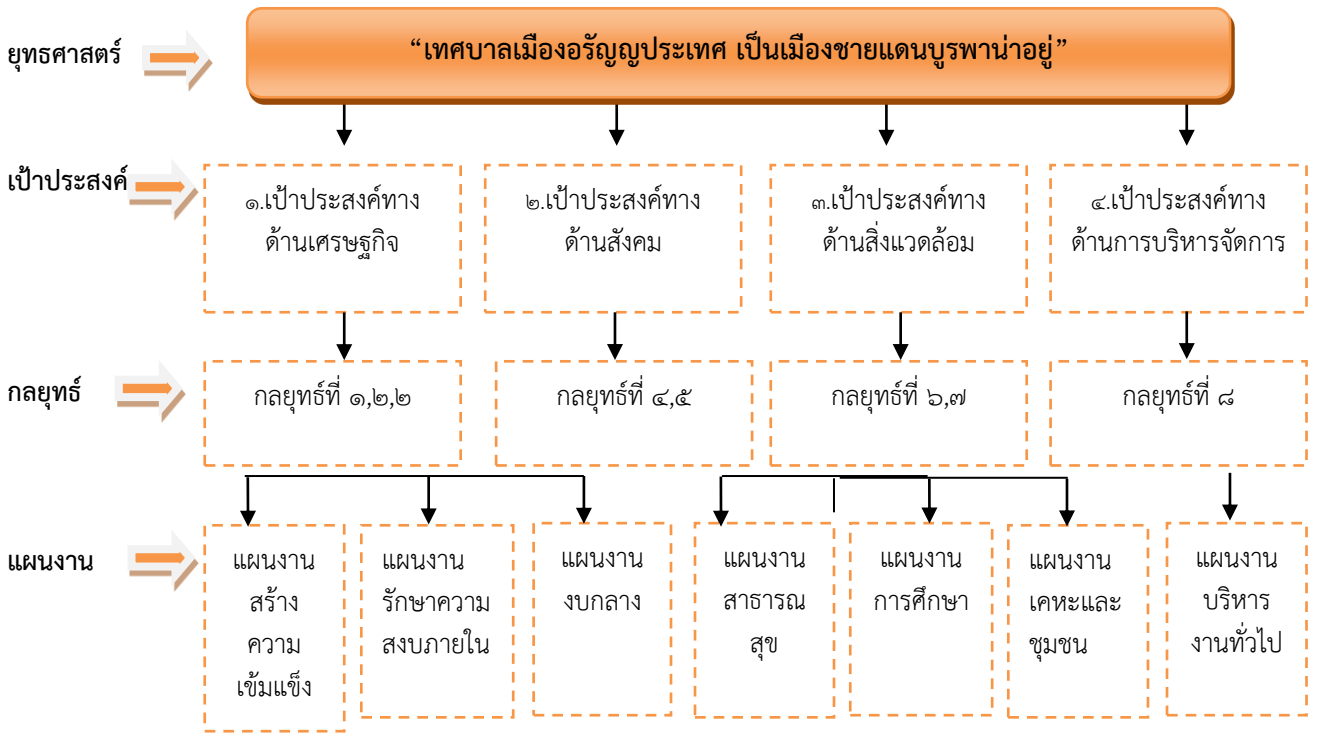 ยุทธศาสตร์
“เทศบาลเมืองอรัญญประเทศ เป็นเมืองชายแดนบูรพาน่าอยู่”
เป้าประสงค์
๑.เป้าประสงค์ทาง
ด้านเศรษฐกิจ
๒.เป้าประสงค์ทาง
ด้านสังคม
๓.เป้าประสงค์ทาง
ด้านสิ่งแวดล้อม
๔.เป้าประสงค์ทาง
ด้านการบริหารจัดการ
กลยุทธ์
กลยุทธ์ที่ ๑,๒,๒
กลยุทธ์ที่ ๔,๕
กลยุทธ์ที่ ๖,๗
กลยุทธ์ที่ ๘
แผนงาน
แผนงาน
สร้าง
ความ
เข้มแข็ง
แผนงาน
รักษาความ
สงบภายใน
แผนงาน
งบกลาง
แผนงาน
สาธารณ
สุข
แผนงาน
การศึกษา
แผนงาน
เคหะและ
ชุมชน
แผนงาน
บริหาร
งานทั่วไป